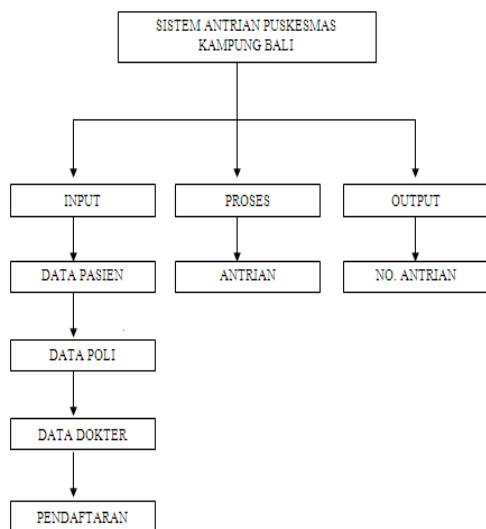 SISTEM ANTRIAN PUSKESMAS
KAMPUNG BALI
INPUT
PROSES
OUTPUT
DATA PASIEN
ANTRIAN
NO. ANTRIAN
DATA POLI
DATA DOKTER
PENDAFTARAN